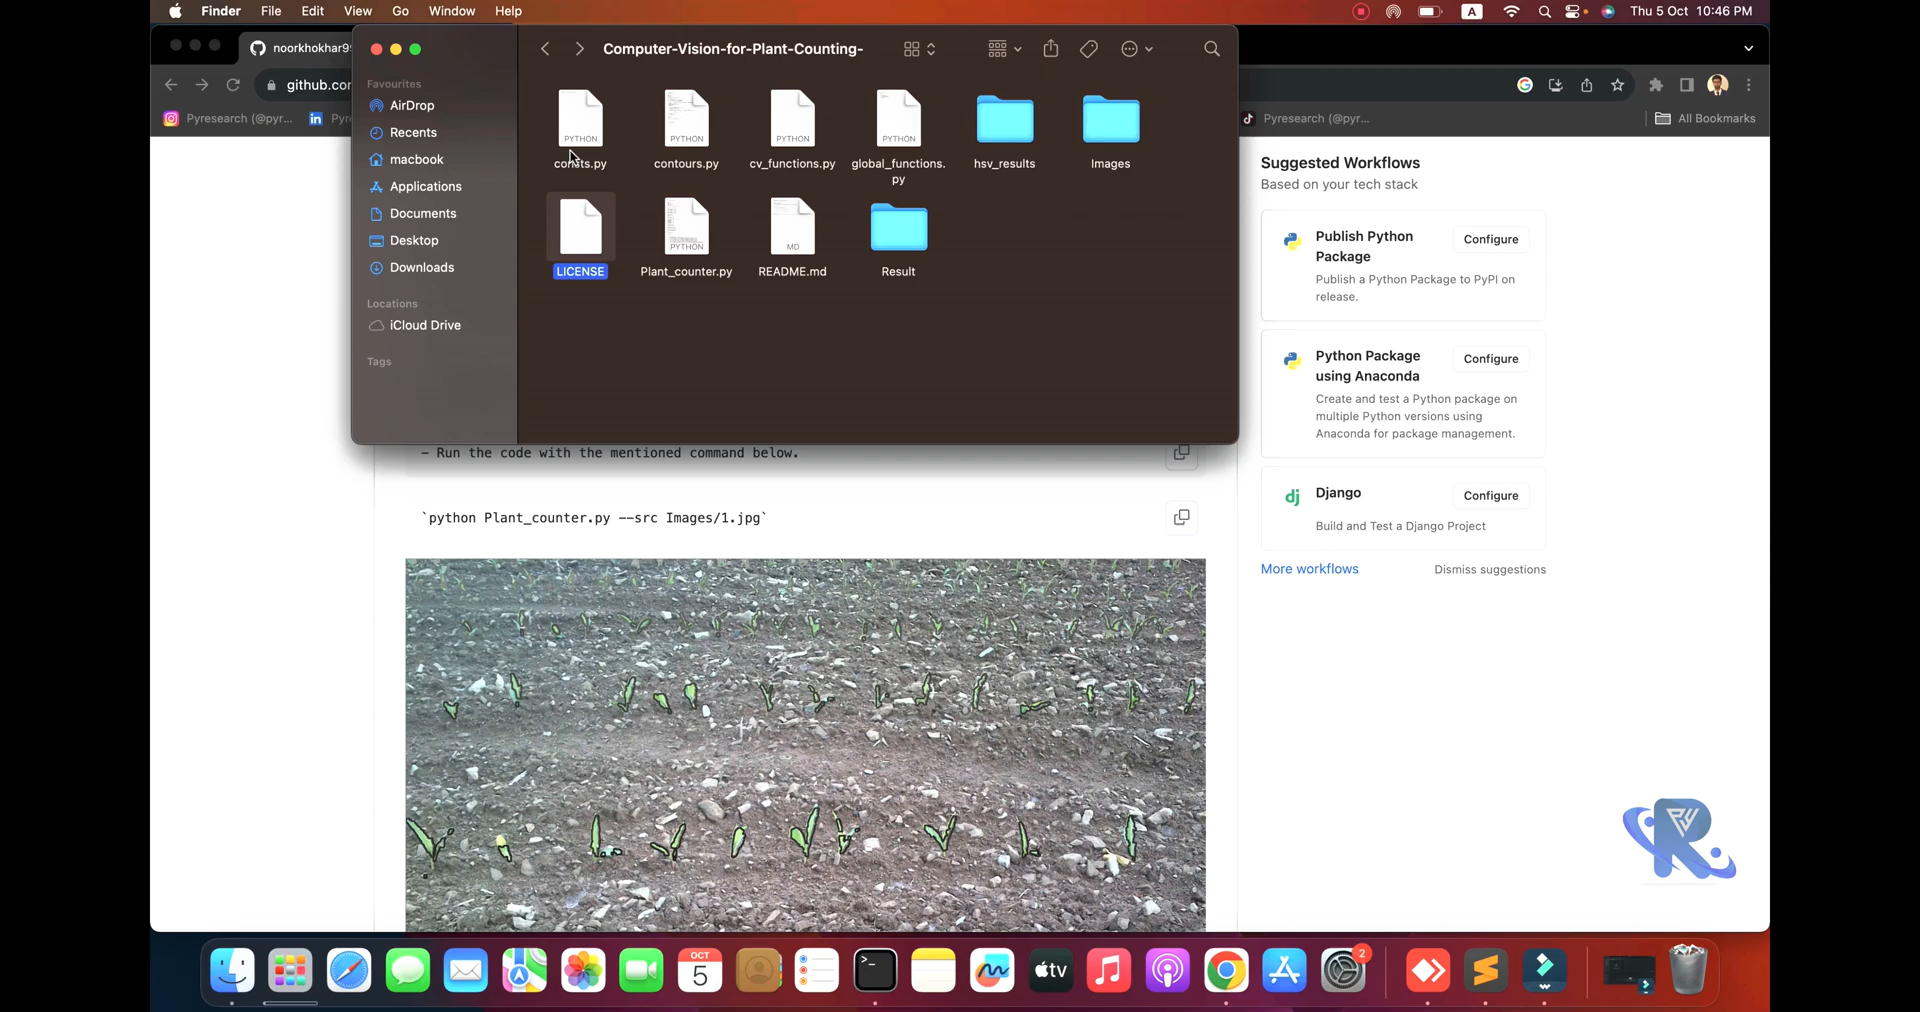 Finder File Edit View Go Window Help
A Thu 5 Oct 10:46 PM
noorkhokhar9
github.com
Pyresearch (@pyr...
Pyr
Pyresearch (@pyr...
All Bookmarks
Computer-Vision-for-Plant-Counting-
Favourites
AirDrop
Recents
macbook
Applications
Documents
Desktop
Downloads
Locations
iCloud Drive
Tags
PYTHON
PYTHON
PYTHON
PYTHON
consts.py
contours.py
cv_functions.py
global_functions.
py
hsv_results
Images
PYTHON
MD
LICENSE
Plant_counter.py
README.md
Result
- Run the code with the mentioned command below.
`python Plant_counter.py --src Images/1.jpg`
Suggested Workflows
Based on your tech stack
Publish Python
Package
Configure
Publish a Python Package to PyPI on
release.
Python Package
using Anaconda
Configure
Create and test a Python package on
multiple Python versions using
Anaconda for package management.
dj
Django
Configure
Build and Test a Django Project
More workflows
Dismiss suggestions
OCT
5
tv
2